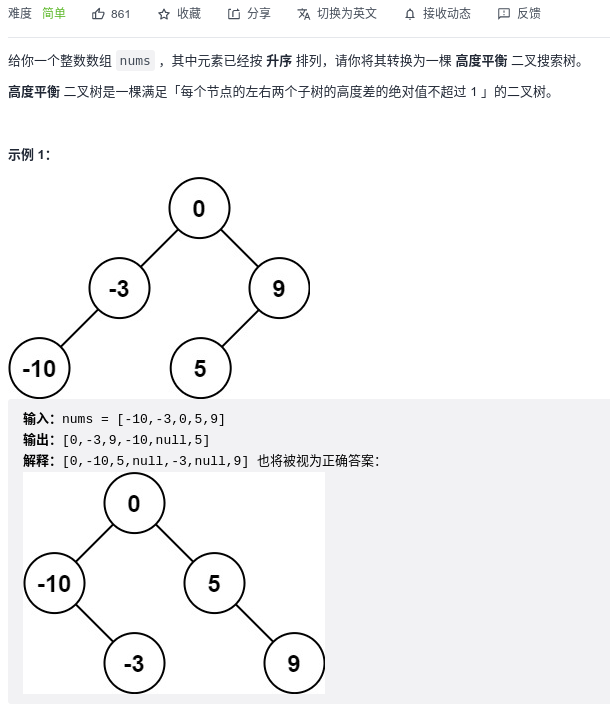 难度 简单 861 收藏 分享 切换为英文 接收动态 反馈
给你一个整数数组 nums ，其中元素已经按 升序 排列，请你将其转换为一棵 高度平衡 二叉搜索树。
高度平衡 二叉树是一棵满足「每个节点的左右两个子树的高度差的绝对值不超过 1 」的二叉树。
示例 1：
0
-3 9
-10 5
输入：nums = [-10,-3,0,5,9]
输出：[0,-3,9,-10,null,5]
解释：[0,-10,5,null,-3,null,9] 也将被视为正确答案：
0
-10 5
-3 9